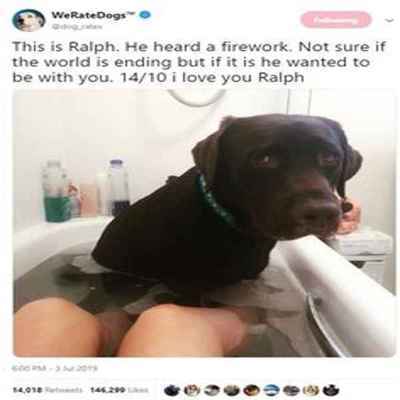 WeRateDogs™
@dog_rates
Following
This is Ralph. He heard a firework. Not sure if
the world is ending but if it is he wanted to
be with you. 14/10 i love you Ralph
6:00 PM - 3 Jul 2019
14,018 Retweets 146,299 Likes